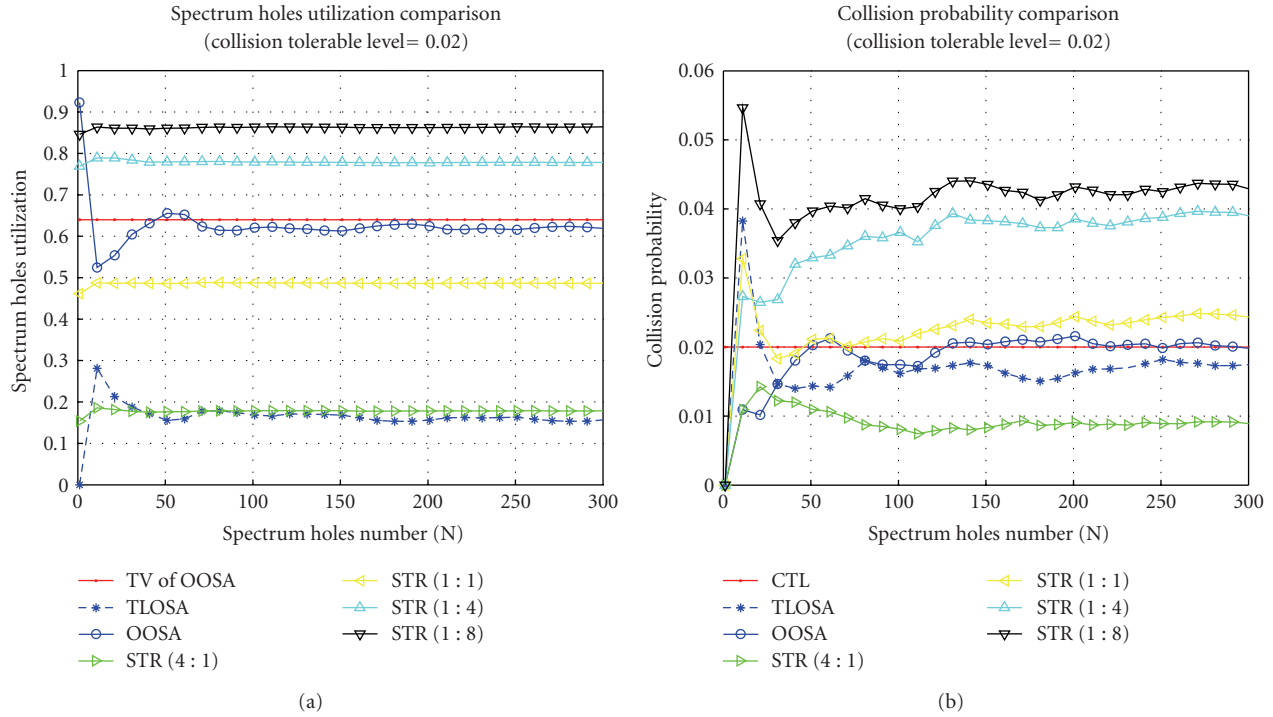 Spectrum holes utilization comparison
(collision tolerable level= 0.02)
1
0.9
0.8
0.7
0.6
0.5
0.4
0.3
0.2
0.1
0
Spectrum holes utilization
0 50 100 150 200 250 300
Spectrum holes number (N)
TV of OOSA
TLOSA
OOSA
STR (4 : 1)
STR (1 : 1)
STR (1 : 4)
STR (1 : 8)
(a)
Collision probability comparison
(collision tolerable level= 0.02)
0.06
0.05
0.04
0.03
0.02
0.01
0
Collision probability
0 50 100 150 200 250 300
Spectrum holes number (N)
CTL
TLOSA
OOSA
STR (4 : 1)
STR (1 : 1)
STR (1 : 4)
STR (1 : 8)
(b)